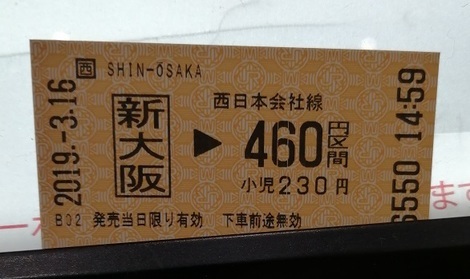 西 SHIN-OSAKA
西日本会社線
新大阪 ▶ 460円区間
小児230円
B02 発売当日限り有効 下車前途無効
2019.-3.16
6550 14:59